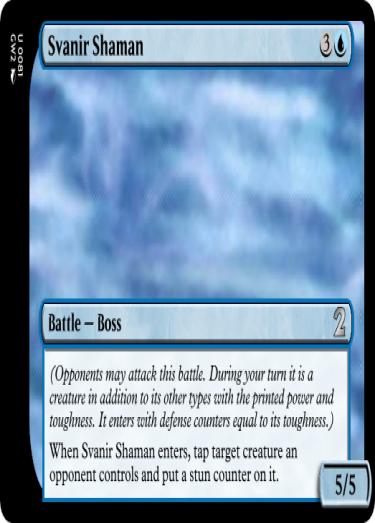 Svanir Shaman 3
U 0081
GW2
Battle – Boss 2
(Opponents may attack this battle. During your turn it is a
creature in addition to its other types with the printed power and
toughness. It enters with defense counters equal to its toughness.)
When Svanir Shaman enters, tap target creature an
opponent controls and put a stun counter on it.
5/5